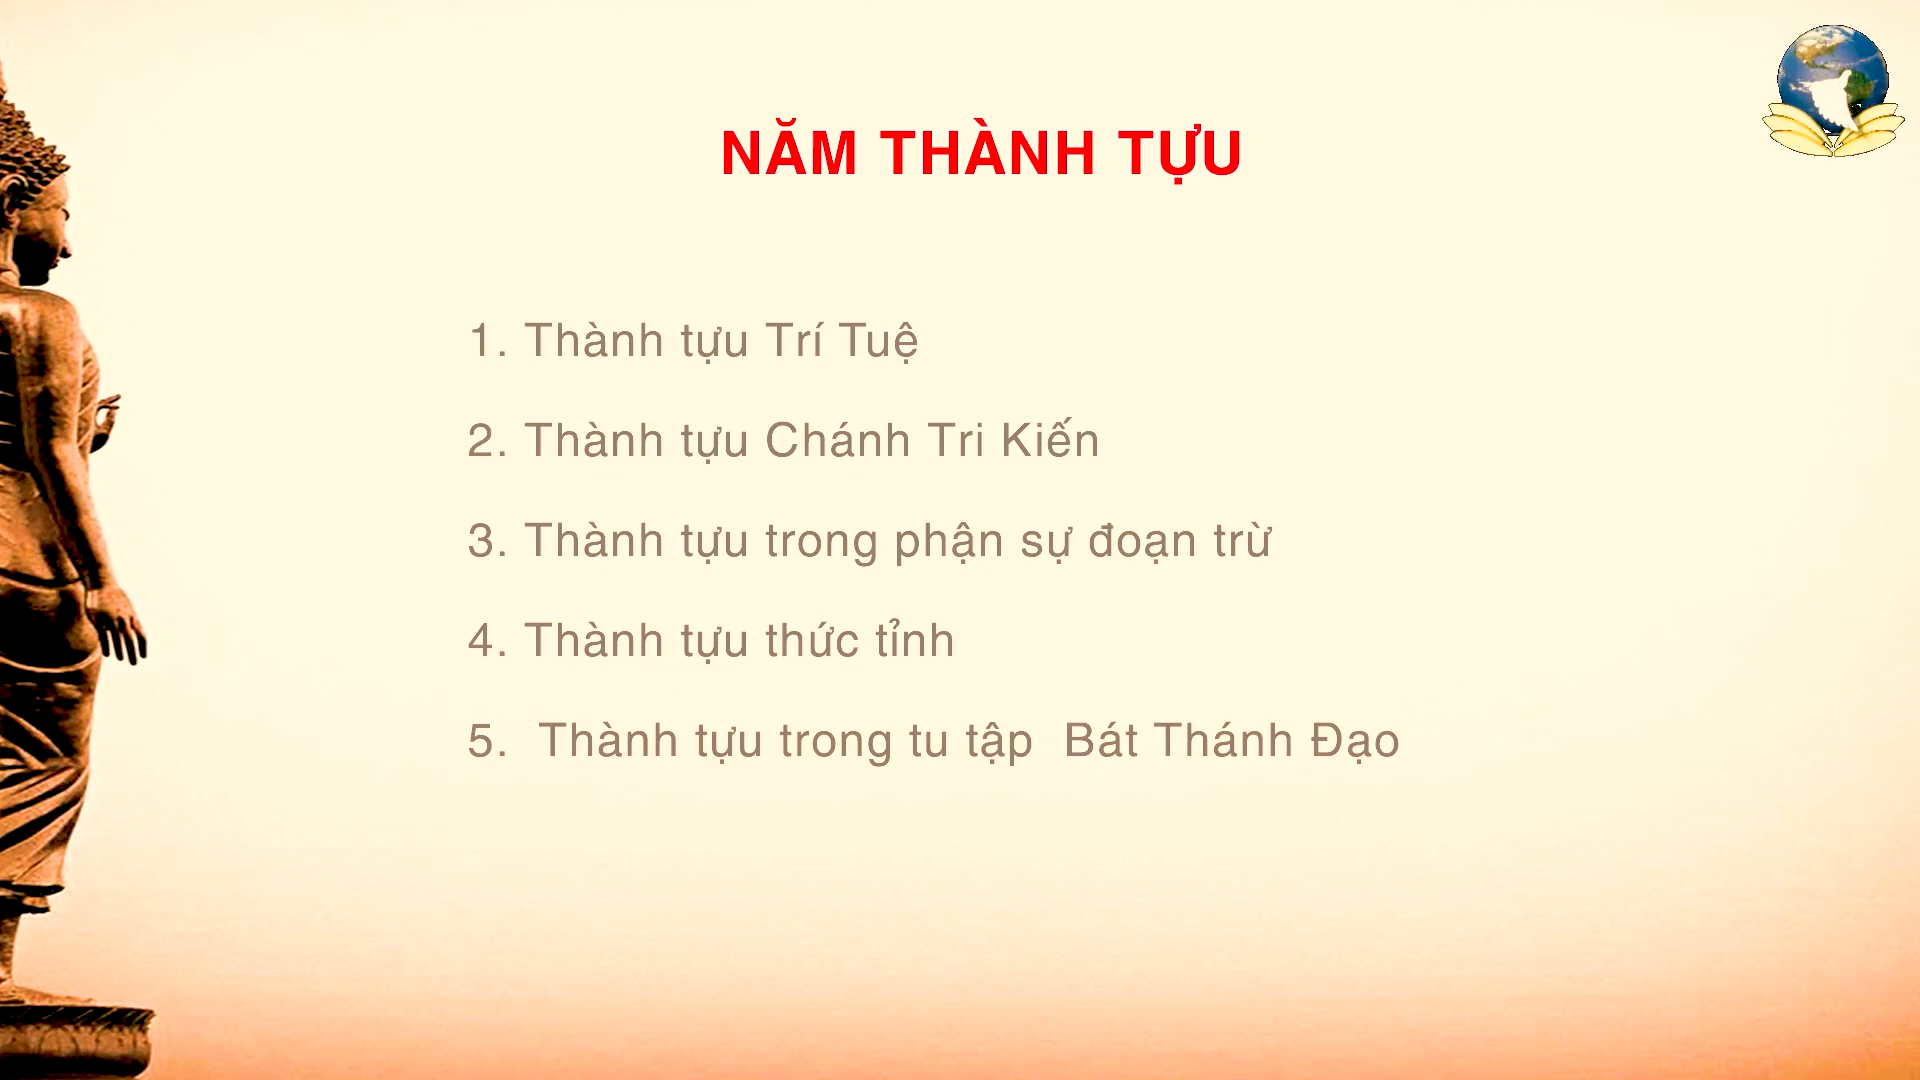 NĂM THÀNH TỰU
1. Thành tựu Trí Tuệ
2. Thành tựu Chánh Tri Kiến
3. Thành tựu trong phận sự đoạn trừ
4. Thành tựu thức tỉnh
5.  Thành tựu trong tu tập  Bát Thánh Đạo